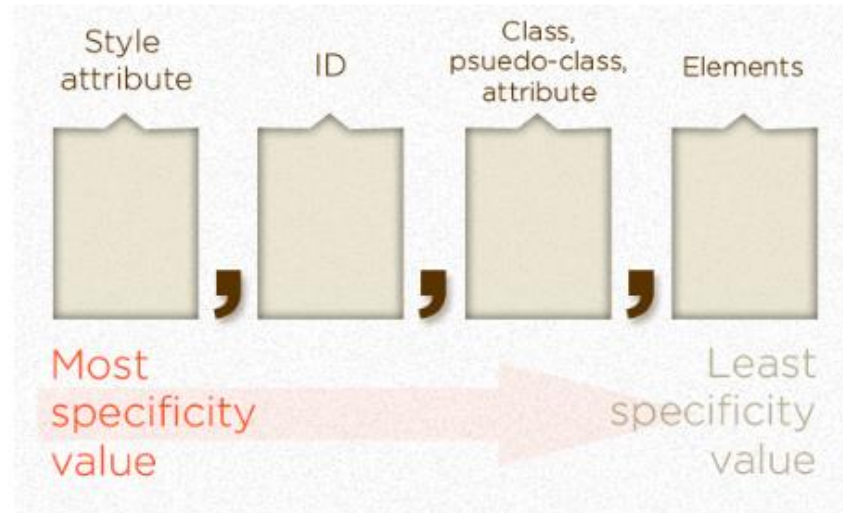 Style
attribute
ID
Class,
psuedo-class,
attribute
Elements
, , ,
Most
specificity
value
Least
specificity
value